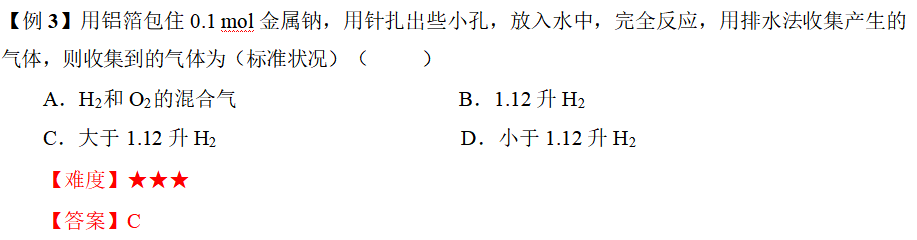 【例 3】用铝箔包住 0.1 mol 金属钠，用针扎出些小孔，放入水中，完全反应，用排水法收集产生的
气体，则收集到的气体为（标准状况）（　　）
A．H₂和 O₂的混合气　　B．1.12 升 H₂
C．大于 1.12 升 H₂　　D．小于 1.12 升 H₂
【难度】★★★
【答案】C